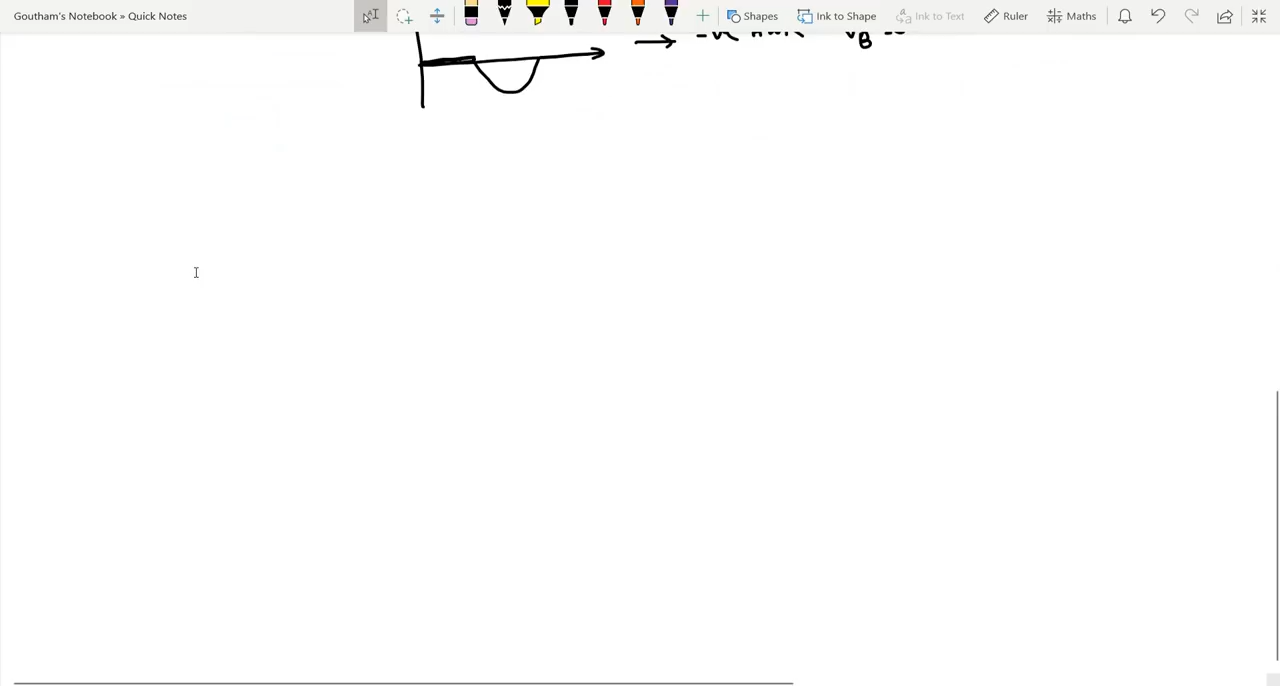 Goutham's Notebook » Quick Notes
Shapes
Ink to Shape
Ink to Text
Ruler
Maths